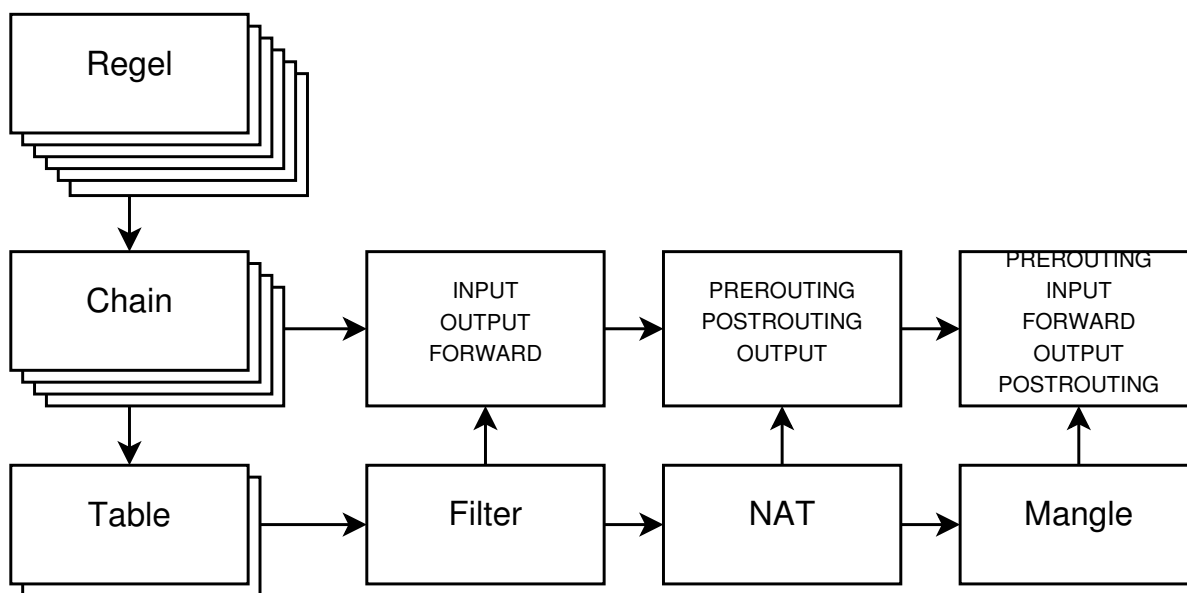 Regel
Chain
INPUT
OUTPUT
FORWARD
PREROUTING
POSTROUTING
OUTPUT
PREROUTING
INPUT
FORWARD
OUTPUT
POSTROUTING
Table
Filter
NAT
Mangle